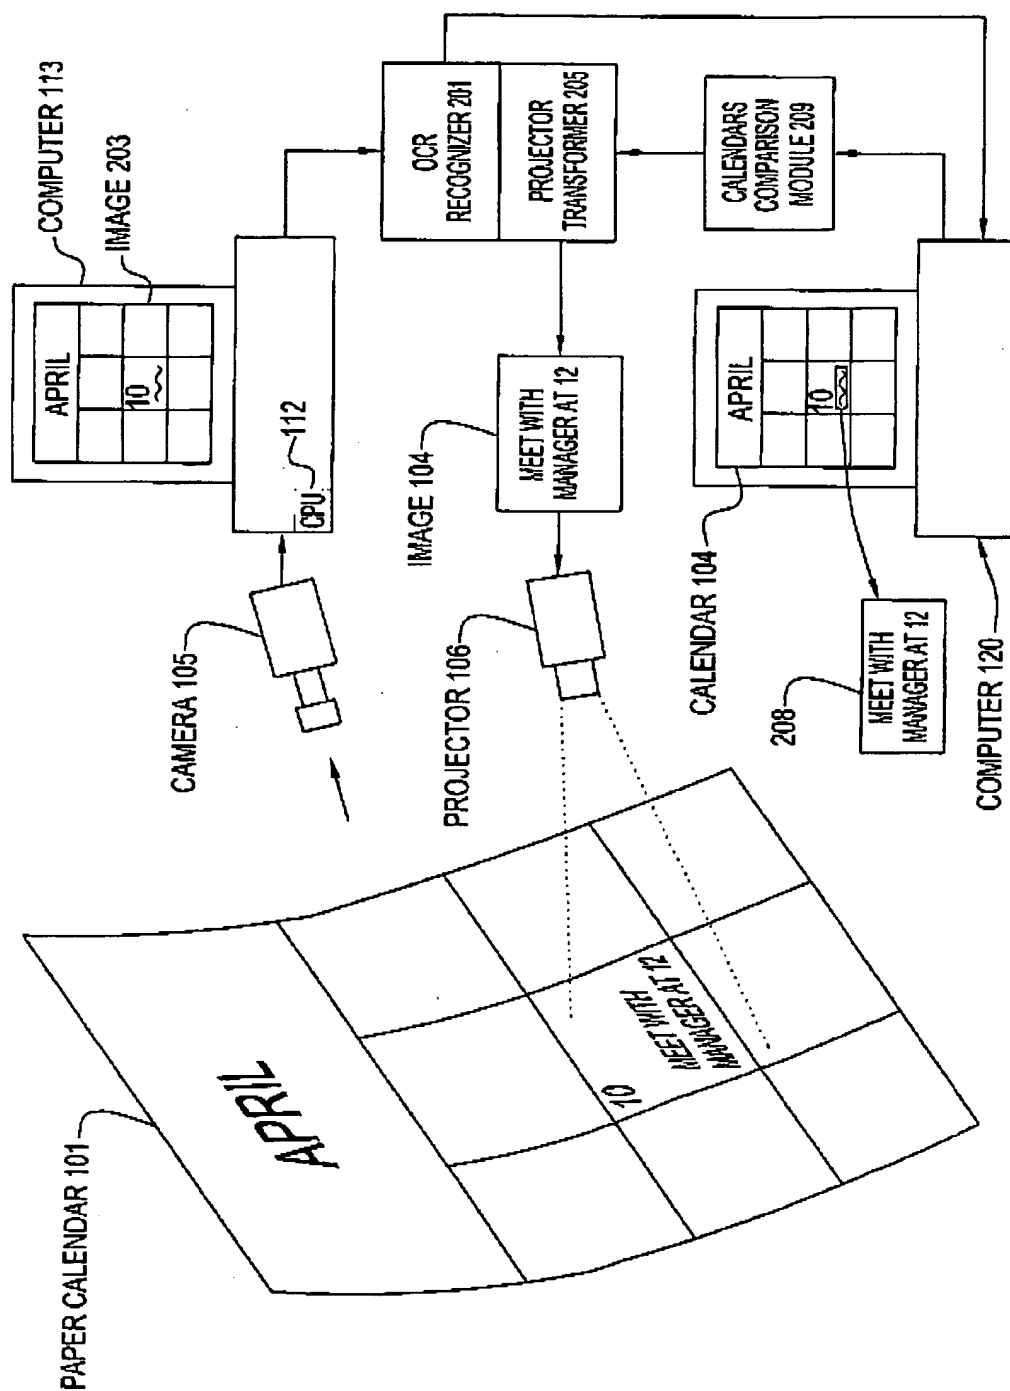 PAPER CALENDAR 101
APRIL
10
MEET WITH
MANAGER AT 12
CAMERA 105
PROJECTOR 106
COMPUTER 113
IMAGE 203
APRIL
10
CPU
112
IMAGE 104
MEET WITH
MANAGER AT 12
OCR
RECOGNIZER 201
PROJECTOR
TRANSFORMER 205
CALENDARS
COMPARISON
MODULE 209
CALENDAR 104
APRIL
10
208
MEET WITH
MANAGER AT 12
COMPUTER 120